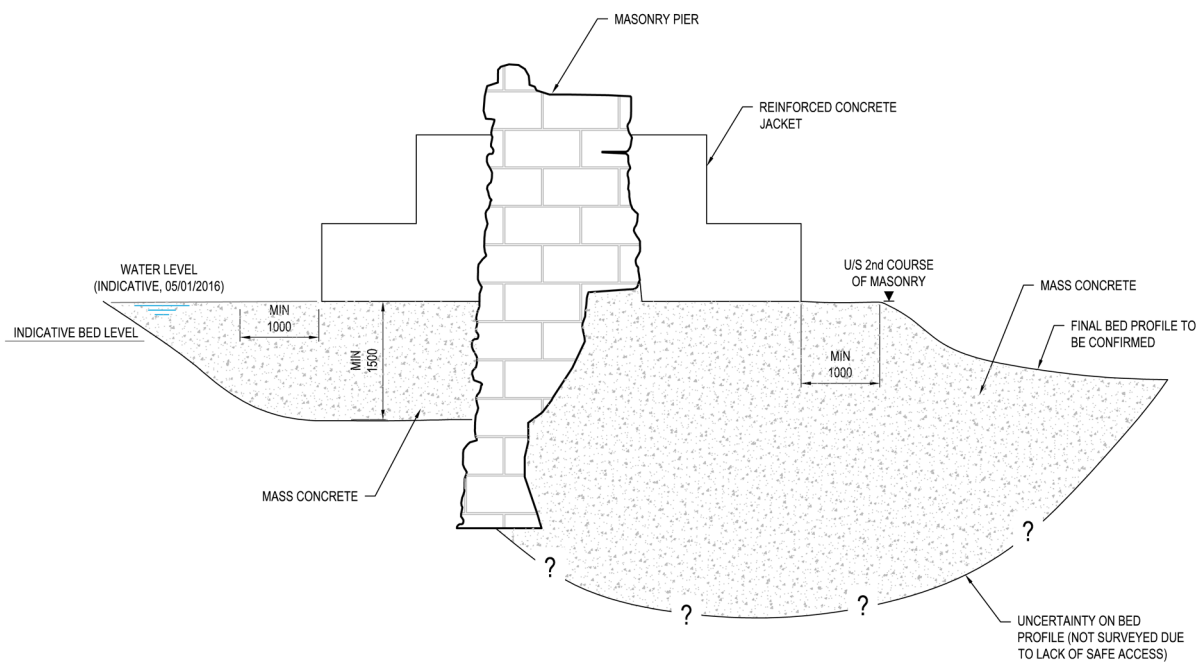 MASONRY PIER
REINFORCED CONCRETE
JACKET
WATER LEVEL
(INDICATIVE, 05/01/2016)
U/S 2nd COURSE
OF MASONRY
MASS CONCRETE
MIN
1000
INDICATIVE BED LEVEL
FINAL BED PROFILE TO
BE CONFIRMED
MIN
1500
MIN
1000
MASS CONCRETE
?
?
?
?
UNCERTAINTY ON BED
PROFILE (NOT SURVEYED DUE
TO LACK OF SAFE ACCESS)